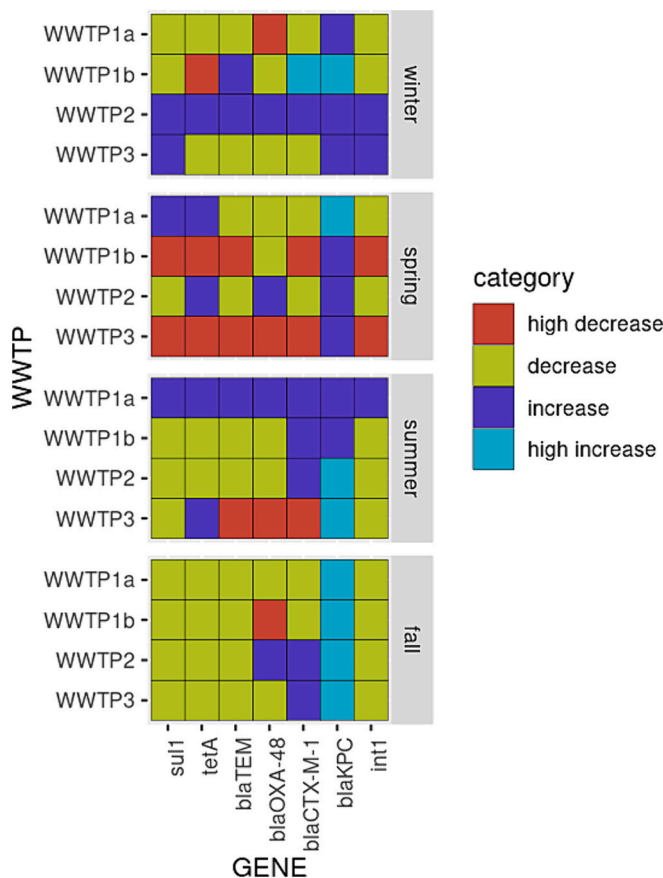 WWTP1a
WWTP1b
WWTP2
WWTP3
winter
WWTP1a
WWTP1b
WWTP2
WWTP3
spring
WWTP1a
WWTP1b
WWTP2
WWTP3
summer
WWTP1a
WWTP1b
WWTP2
WWTP3
fall
WWTP
sul1
tetA
blaTEM
blaOXA-48
blaCTX-M-1
blaKPC
int1
GENE
category
high decrease
decrease
increase
high increase